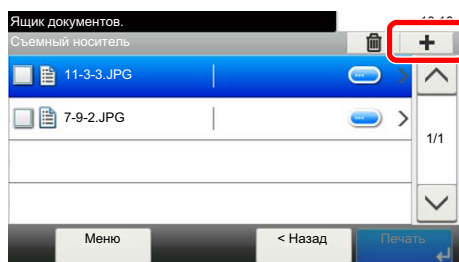 Ящик документов.
Съемный носитель
+
11-3-3.JPG
7-9-2.JPG
1/1
Меню
< Назад
Печать